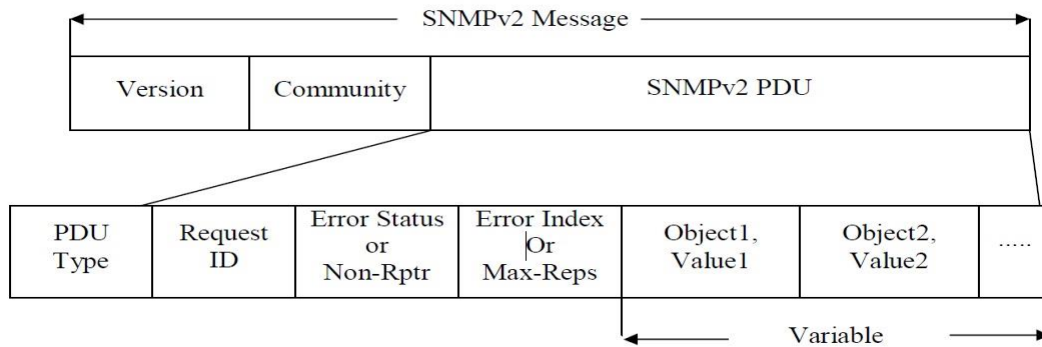 SNMPv2 Message
Version
Community
SNMPv2 PDU
PDU
Type
Request
ID
Error Status
or
Non-Rptr
Error Index
Or
Max-Reps
Object1,
Value1
Object2,
Value2
.....
Variable